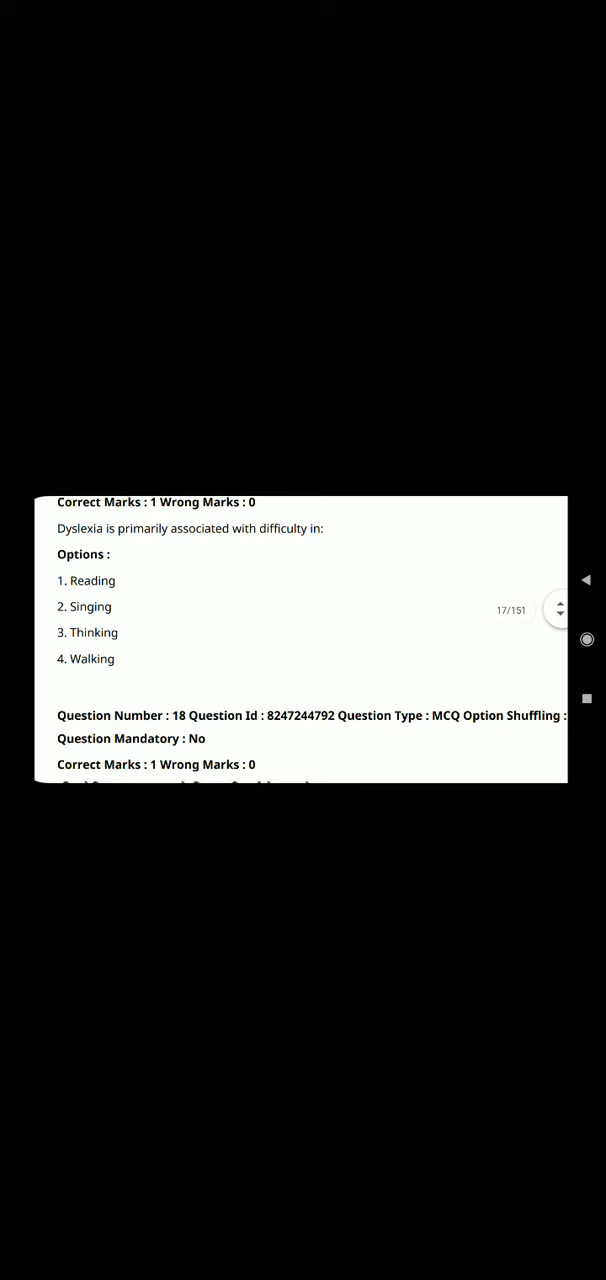 Correct Marks : 1 Wrong Marks : 0
Dyslexia is primarily associated with difficulty in:
Options :
1. Reading
2. Singing
17/151
3. Thinking
4. Walking
Question Number : 18 Question Id : 8247244792 Question Type : MCQ Option Shuffling :
Question Mandatory : No
Correct Marks : 1 Wrong Marks : 0